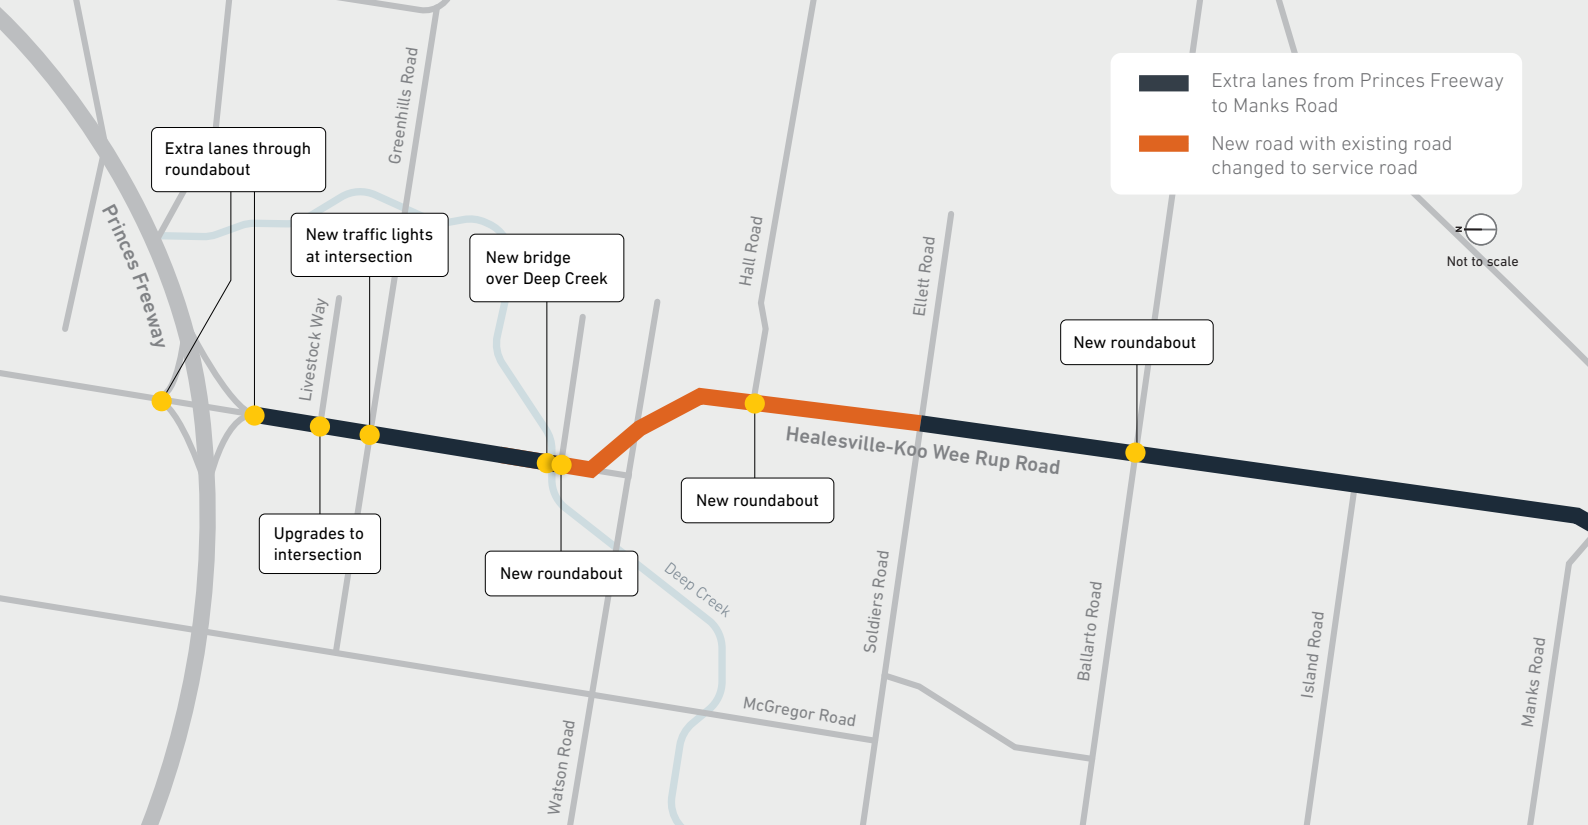 Extra lanes from Princes Freeway
to Manks Road
New road with existing road
changed to service road
N
Not to scale
Extra lanes through
roundabout
Greenhills Road
Princes Freeway
New traffic lights
at intersection
New bridge
over Deep Creek
Hall Road
Ellett Road
Livestock Way
New roundabout
Healesville-Koo Wee Rup Road
New roundabout
Upgrades to
intersection
New roundabout
Deep Creek
Soldiers Road
Ballarto Road
Island Road
Manks Road
McGregor Road
Watson Road